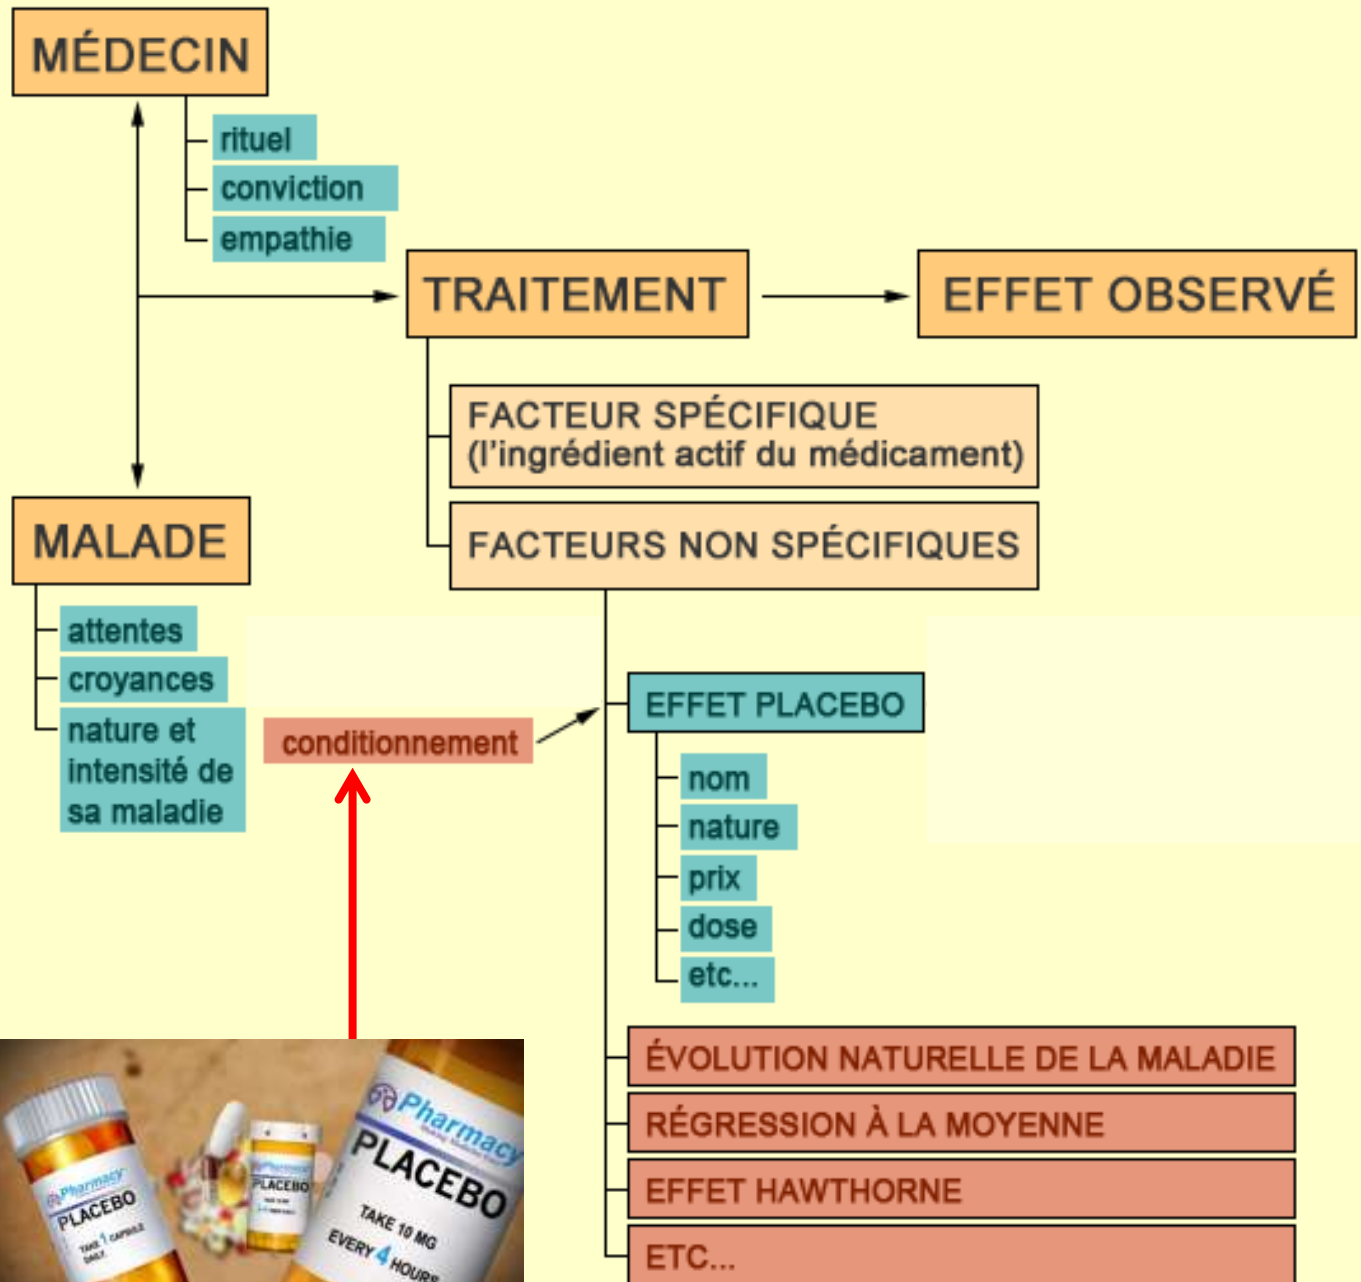 MÉDECIN
rituel
conviction
empathie
TRAITEMENT
EFFET OBSERVÉ
FACTEUR SPÉCIFIQUE
(l'ingrédient actif du médicament)
FACTEURS NON SPÉCIFIQUES
MALADE
attentes
croyances
nature et
intensité de
sa maladie
conditionnement
EFFET PLACEBO
nom
nature
prix
dose
etc...
ÉVOLUTION NATURELLE DE LA MALADIE
RÉGRESSION À LA MOYENNE
EFFET HAWTHORNE
ETC...
Pharmacy
PLACEBO
TAKE 1 CAPSULE
DAILY
Pharmacy
PLACEBO
Pharmacy
PLACEBO
TAKE 10 MG
EVERY 4 HOURS